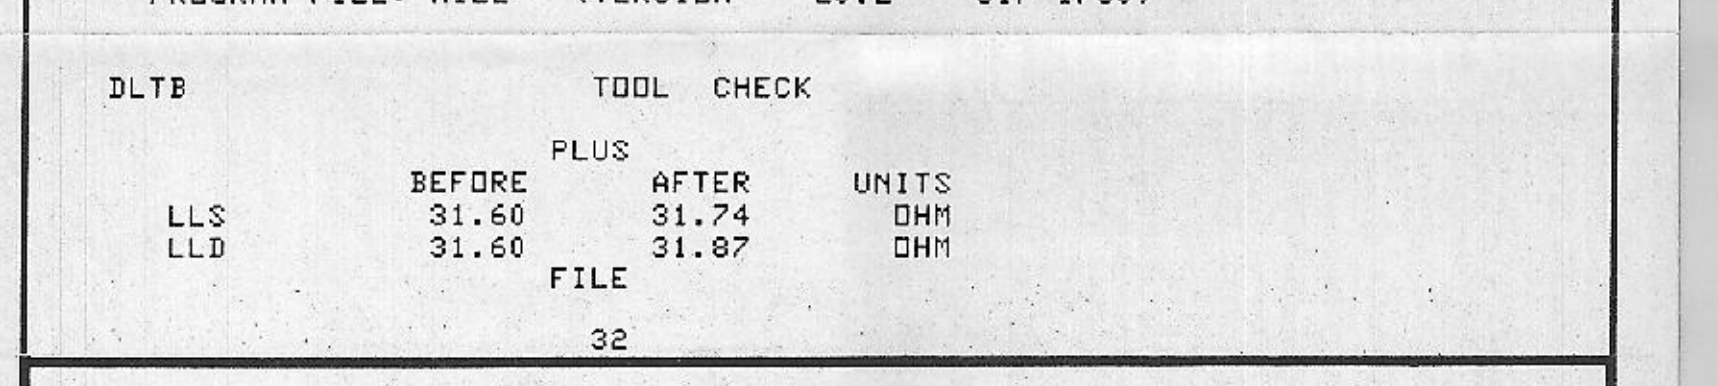 DLTB TOOL CHECK
PLUS
BEFORE AFTER UNITS
LLS 31.60 31.74 OHM
LLD 31.60 31.87 OHM
FILE
32